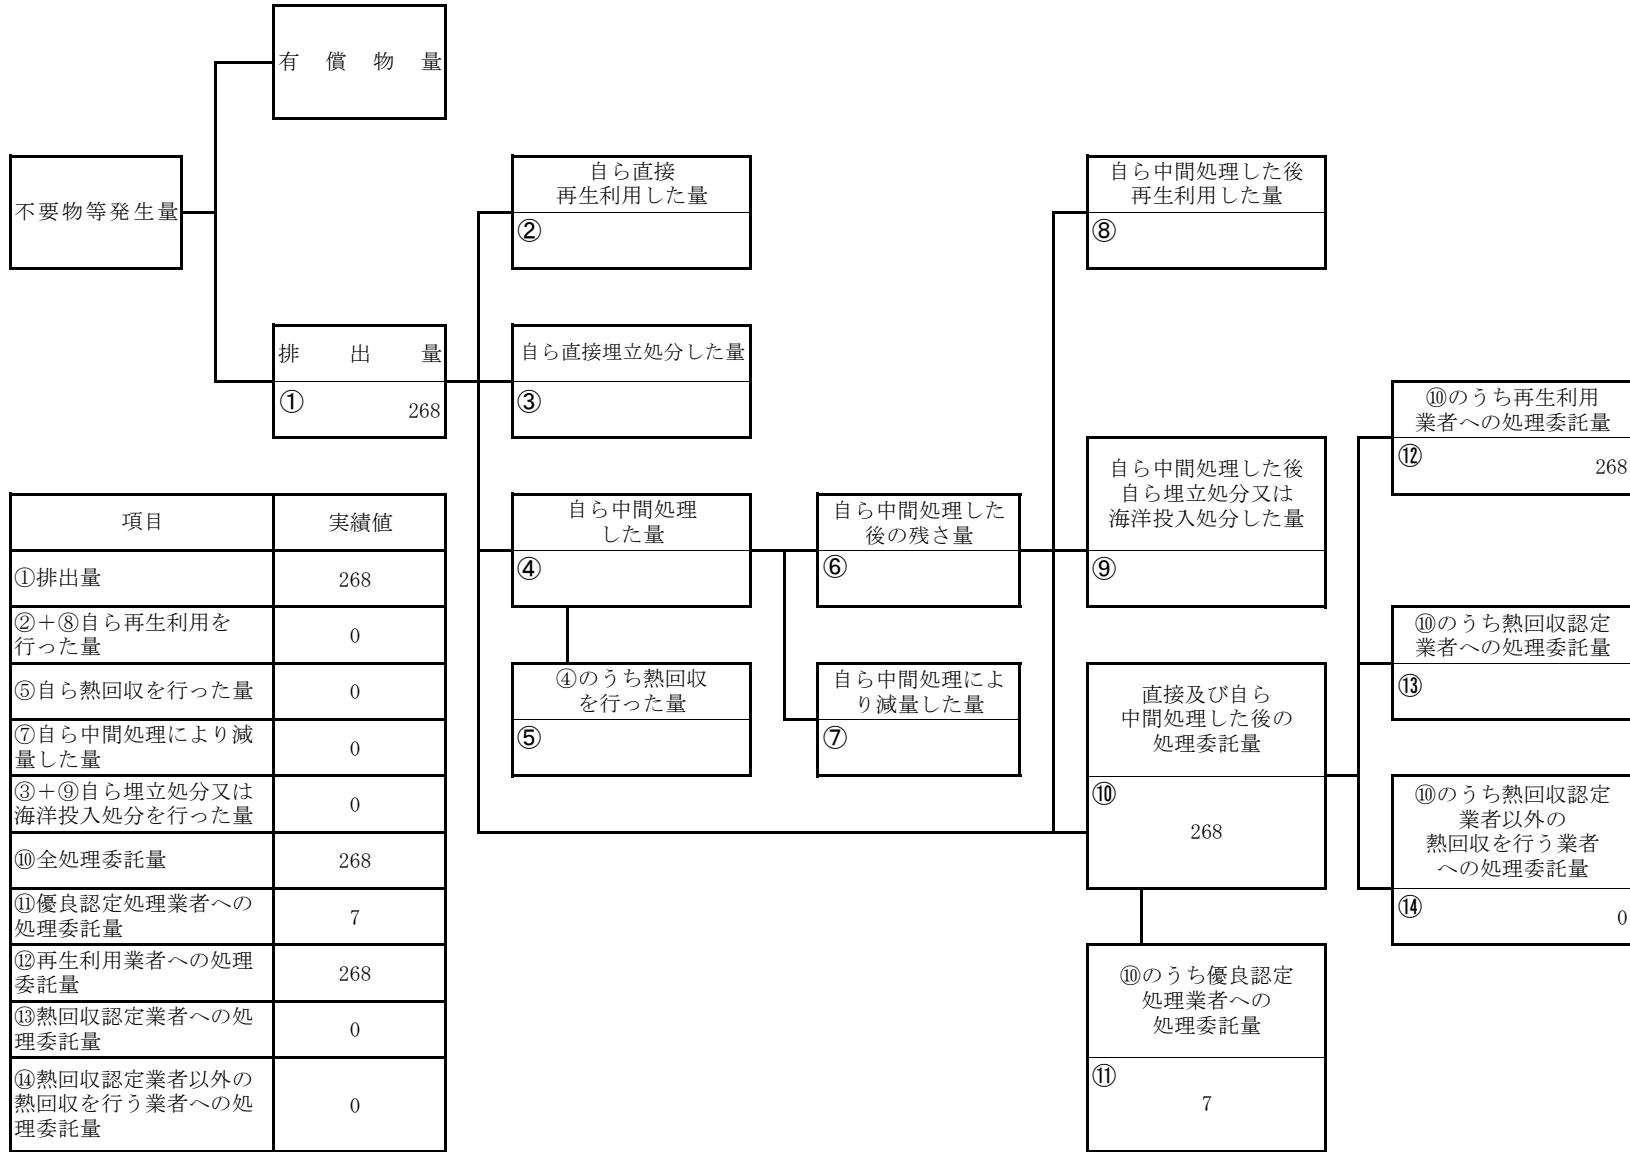 有償物量
不要物等発生量
自ら直接
再生利用した量
②
自ら中間処理した後
再生利用した量
⑧
排出量
① 268
自ら直接埋立処分した量
③
⑩のうち再生利用
業者への処理委託量
⑫ 268
自ら中間処理した後
自ら埋立処分又は
海洋投入処分した量
⑨
自ら中間処理
した量
④
自ら中間処理した
後の残さ量
⑥
④のうち熱回収
を行った量
⑤
自ら中間処理によ
り減量した量
⑦
⑩のうち熱回収認定
業者への処理委託量
⑬
直接及び自ら
中間処理した後の
処理委託量
⑩
268
⑩のうち熱回収認定
業者以外の
熱回収を行う業者
への処理委託量
⑭ 0
⑩のうち優良認定
処理業者への
処理委託量
⑪
7
項目 実績値
①排出量 268
②+⑧自ら再生利用を
行った量 0
⑤自ら熱回収を行った量 0
⑦自ら中間処理により減
量した量 0
③+⑨自ら埋立処分又は
海洋投入処分を行った量 0
⑩全処理委託量 268
⑪優良認定処理業者への
処理委託量 7
⑫再生利用業者への処理
委託量 268
⑬熱回収認定業者への処
理委託量 0
⑭熱回収認定業者以外の
熱回収を行う業者への処
理委託量 0